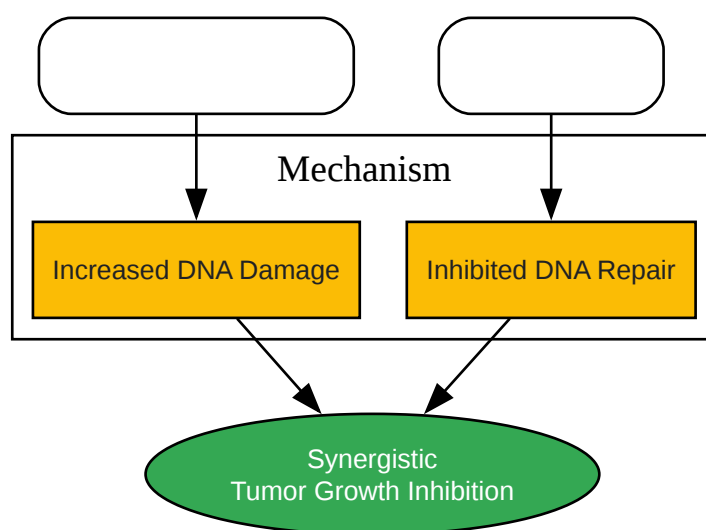 Mechanism
Increased DNA Damage
Inhibited DNA Repair
Synergistic
Tumor Growth Inhibition